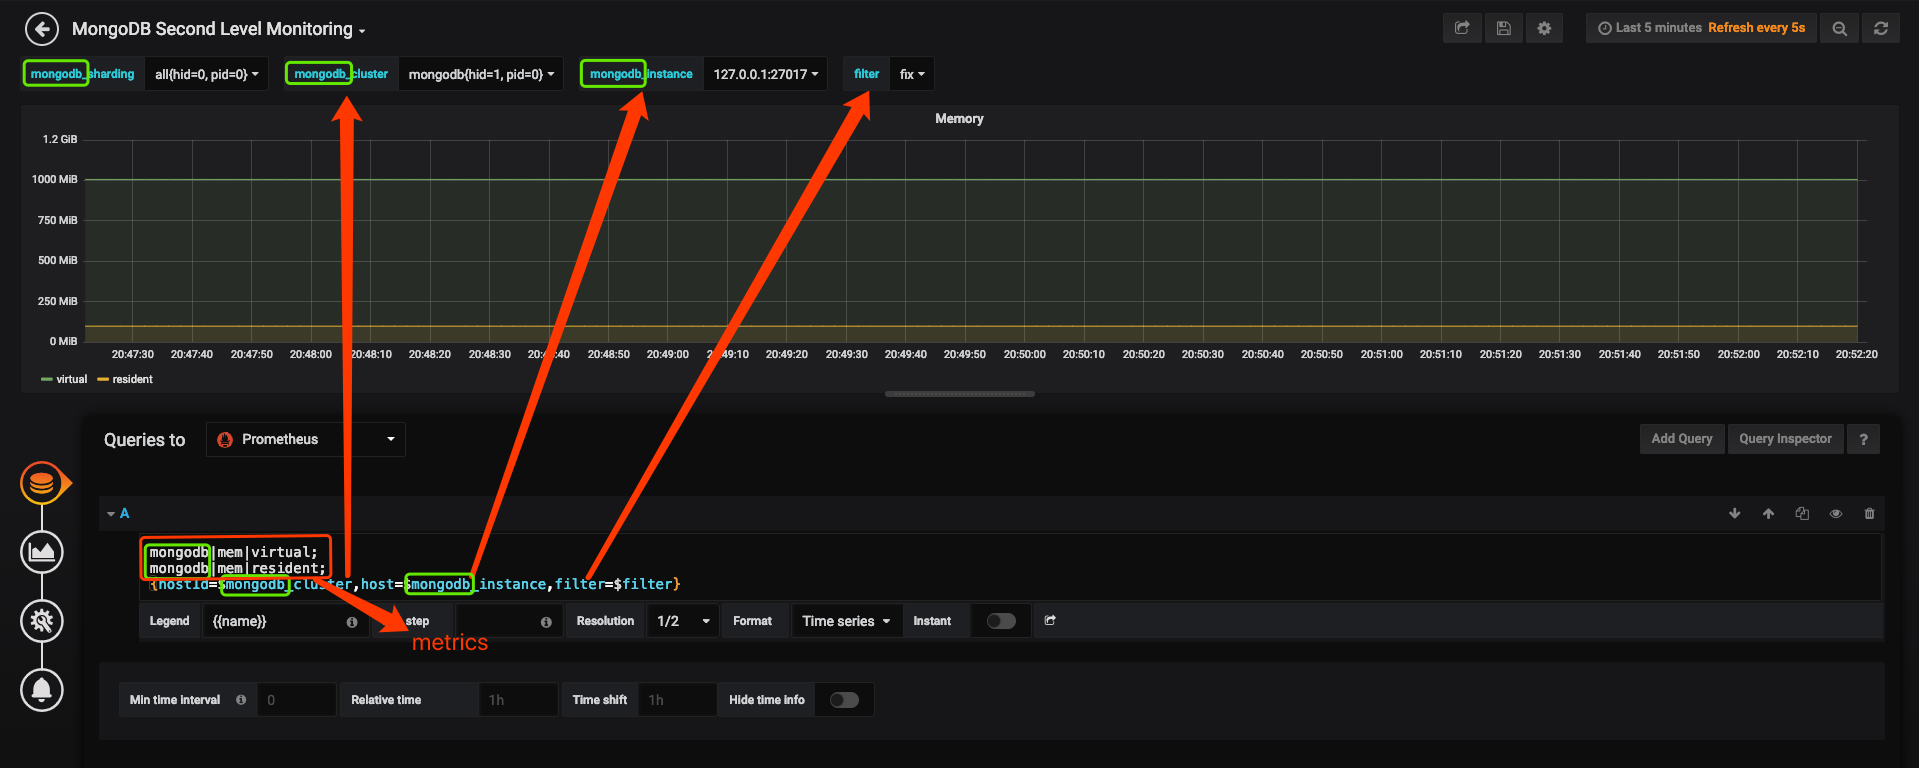 MongoDB Second Level Monitoring
Last 5 minutes Refresh every 5s
mongodb_sharding all{hid=0, pid=0} mongodb_cluster mongodb{hid=1, pid=0} mongodb_instance 127.0.0.1:27017 filter fix
Memory
1.2 GiB
1000 MiB
750 MiB
500 MiB
250 MiB
0 MiB
20:47:30 20:47:40 20:47:50 20:48:00 20:48:10 20:48:20 20:48:30 20:48:40 20:48:50 20:49:00 20:49:10 20:49:20 20:49:30 20:49:40 20:49:50 20:50:00 20:50:10 20:50:20 20:50:30 20:50:40 20:50:50 20:51:00 20:51:10 20:51:20 20:51:30 20:51:40 20:51:50 20:52:00 20:52:10 20:52:20
virtual resident
Queries to Prometheus Add Query Query Inspector ?
A
mongodb|mem|virtual;
mongodb|mem|resident;
{hostId=$mongodb_cluster,host=$mongodb_instance,filter=$filter}
Legend {{name}} step Resolution 1/2 Format Time series Instant
metrics
Min time interval 0 Relative time 1h Time shift 1h Hide time info